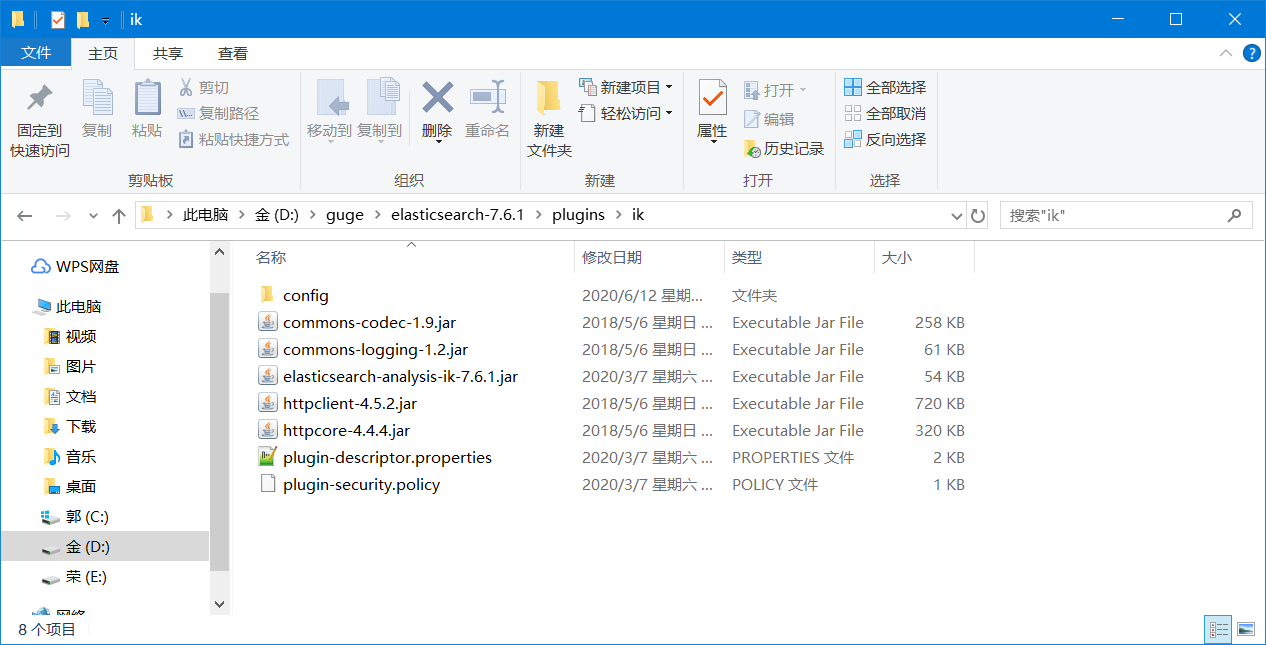 ik
文件 主页 共享 查看
固定到
快速访问
复制
粘贴
剪切
复制路径
粘贴快捷方式
剪贴板
移动到
复制到
删除
重命名
组织
新建
文件夹
新建项目
轻松访问
新建
属性
打开
编辑
历史记录
打开
全部选择
全部取消
反向选择
选择
此电脑 > 金 (D:) > guge > elasticsearch-7.6.1 > plugins > ik
搜索"ik"
WPS网盘
此电脑
视频
图片
文档
下载
音乐
桌面
郭 (C:)
金 (D:)
荣 (E:)
网络
名称 修改日期 类型 大小
config 2020/6/12 星期... 文件夹
commons-codec-1.9.jar 2018/5/6 星期日 ... Executable Jar File 258 KB
commons-logging-1.2.jar 2018/5/6 星期日 ... Executable Jar File 61 KB
elasticsearch-analysis-ik-7.6.1.jar 2020/3/7 星期六 ... Executable Jar File 54 KB
httpclient-4.5.2.jar 2018/5/6 星期日 ... Executable Jar File 720 KB
httpcore-4.4.4.jar 2018/5/6 星期日 ... Executable Jar File 320 KB
plugin-descriptor.properties 2020/3/7 星期六 ... PROPERTIES 文件 2 KB
plugin-security.policy 2020/3/7 星期六 ... POLICY 文件 1 KB
8 个项目